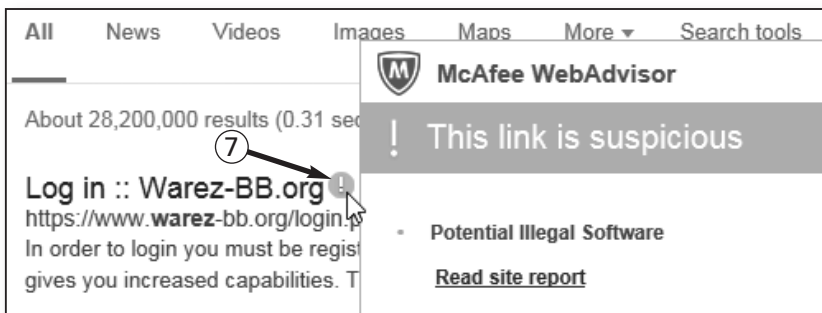 All News Videos Images Maps More ▾ Search tools
McAfee WebAdvisor
About 28,200,000 results (0.31 sec
! This link is suspicious
7
Log in :: Warez-BB.org !
https://www.warez-bb.org/login.p
In order to login you must be regist
gives you increased capabilities. T
Potential Illegal Software
Read site report